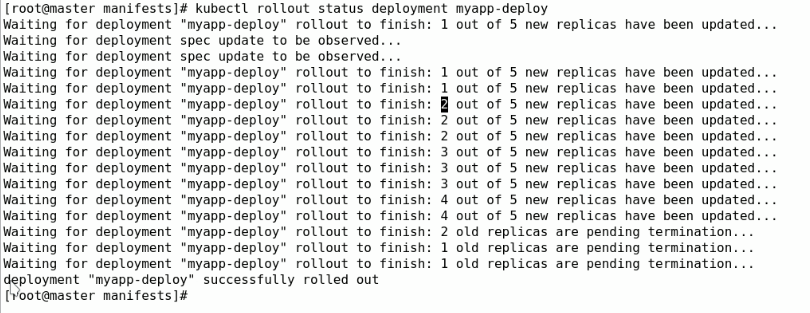 [root@master manifests]# kubectl rollout status deployment myapp-deploy
Waiting for deployment "myapp-deploy" rollout to finish: 1 out of 5 new replicas have been updated...
Waiting for deployment spec update to be observed...
Waiting for deployment spec update to be observed...
Waiting for deployment "myapp-deploy" rollout to finish: 1 out of 5 new replicas have been updated...
Waiting for deployment "myapp-deploy" rollout to finish: 1 out of 5 new replicas have been updated...
Waiting for deployment "myapp-deploy" rollout to finish: 2 out of 5 new replicas have been updated...
Waiting for deployment "myapp-deploy" rollout to finish: 2 out of 5 new replicas have been updated...
Waiting for deployment "myapp-deploy" rollout to finish: 2 out of 5 new replicas have been updated...
Waiting for deployment "myapp-deploy" rollout to finish: 3 out of 5 new replicas have been updated...
Waiting for deployment "myapp-deploy" rollout to finish: 3 out of 5 new replicas have been updated...
Waiting for deployment "myapp-deploy" rollout to finish: 3 out of 5 new replicas have been updated...
Waiting for deployment "myapp-deploy" rollout to finish: 4 out of 5 new replicas have been updated...
Waiting for deployment "myapp-deploy" rollout to finish: 4 out of 5 new replicas have been updated...
Waiting for deployment "myapp-deploy" rollout to finish: 2 old replicas are pending termination...
Waiting for deployment "myapp-deploy" rollout to finish: 1 old replicas are pending termination...
Waiting for deployment "myapp-deploy" rollout to finish: 1 old replicas are pending termination...
deployment "myapp-deploy" successfully rolled out
[root@master manifests]#